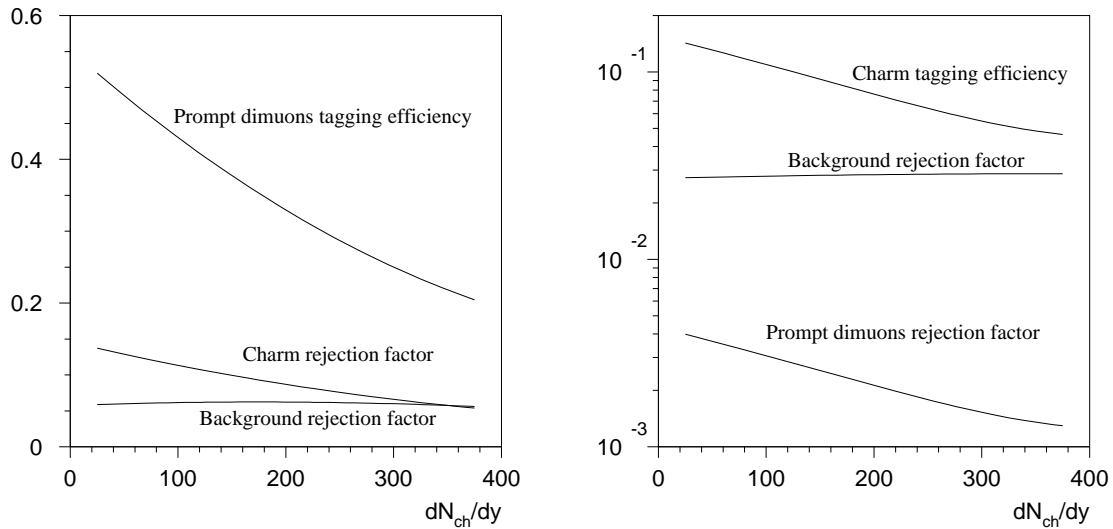 0.6
0.4
0.2
0
0
100
200
300
400
dN_ch/dy
Prompt dimuons tagging efficiency
Charm rejection factor
Background rejection factor
10^-1
10^-2
10^-3
0
100
200
300
400
dN_ch/dy
Charm tagging efficiency
Background rejection factor
Prompt dimuons rejection factor